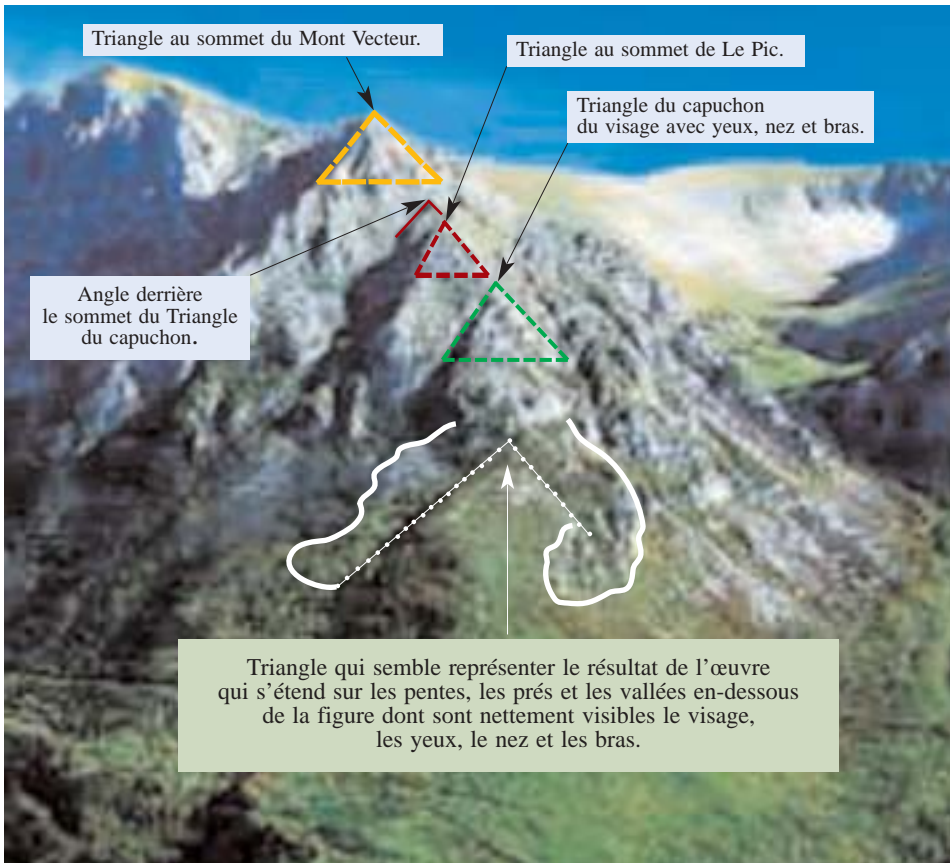 Triangle au sommet du Mont Vecteur.
Triangle au sommet de Le Pic.
Triangle du capuchon
du visage avec yeux, nez et bras.
Angle derrière
le sommet du Triangle
du capuchon.
Triangle qui semble représenter le résultat de l’œuvre
qui s’étend sur les pentes, les prés et les vallées en-dessous
de la figure dont sont nettement visibles le visage,
les yeux, le nez et les bras.